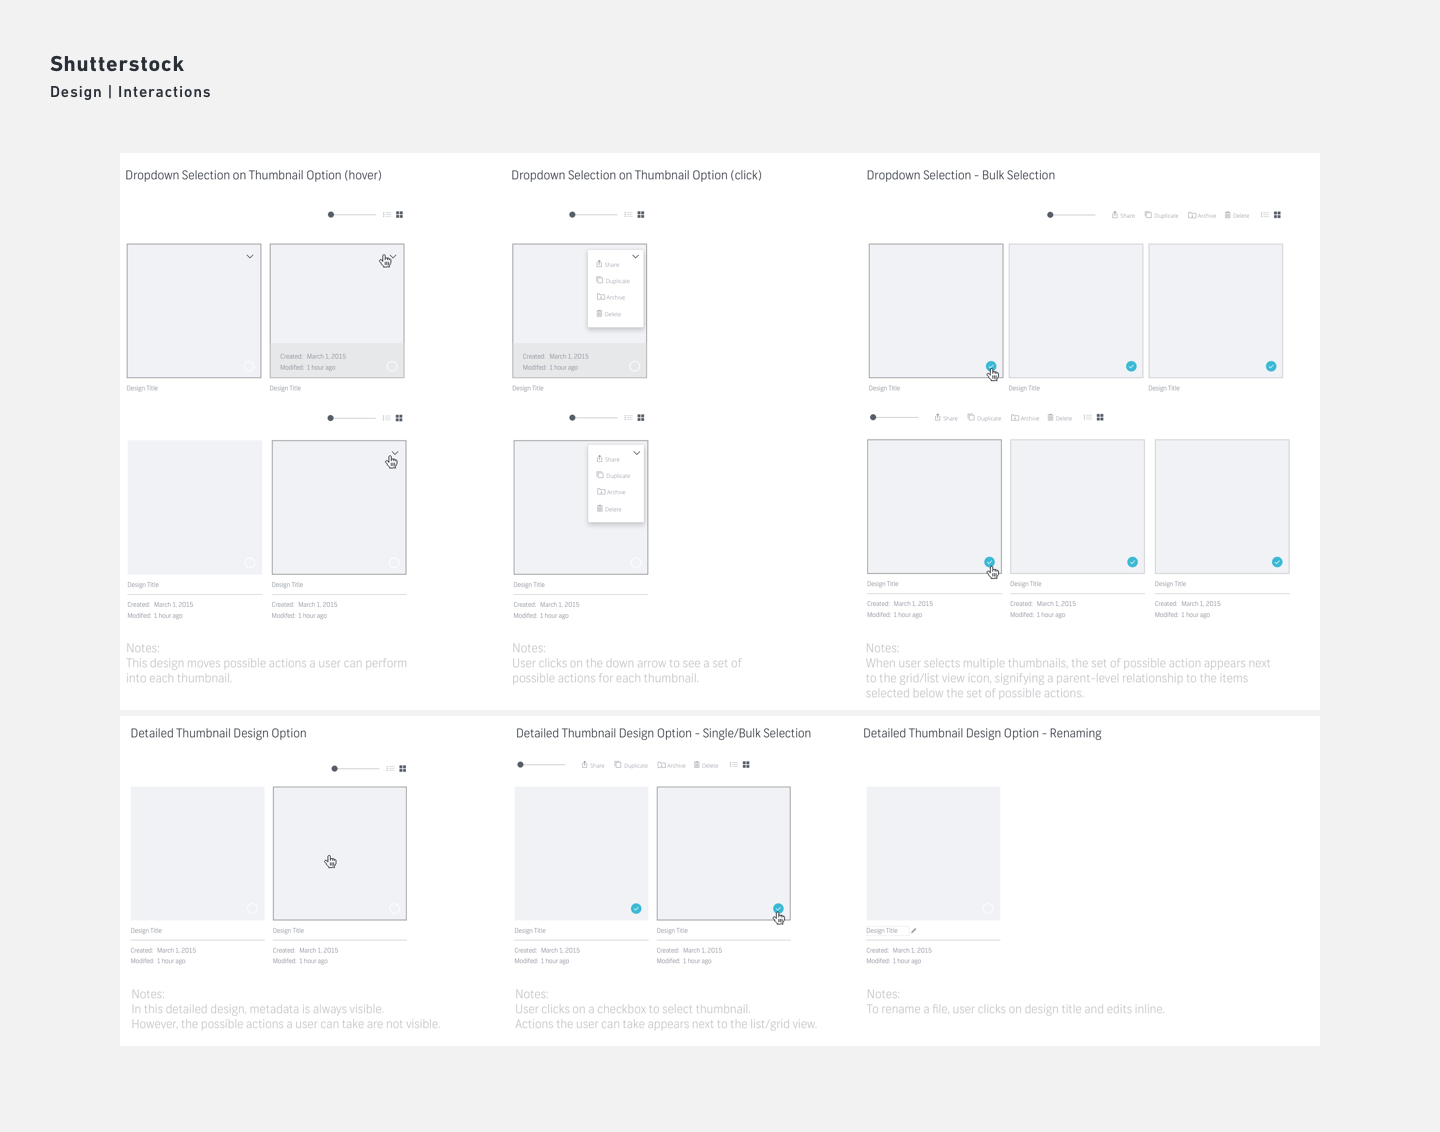 Shutterstock
Design | Interactions
Dropdown Selection on Thumbnail Option (hover)
Design Title
Created: March 1, 2015
Modified: 1 hour ago
Design Title
Design Title
Created: March 1, 2015
Modified: 1 hour ago
Design Title
Created: March 1, 2015
Modified: 1 hour ago
Notes:
This design moves possible actions a user can perform
into each thumbnail.
Dropdown Selection on Thumbnail Option (click)
Share
Duplicate
Archive
Delete
Created: March 1, 2015
Modified: 1 hour ago
Design Title
Share
Duplicate
Archive
Delete
Design Title
Created: March 1, 2015
Modified: 1 hour ago
Notes:
User clicks on the down arrow to see a set of
possible actions for each thumbnail.
Dropdown Selection - Bulk Selection
Share Duplicate Archive Delete
Design Title
Design Title
Design Title
Share Duplicate Archive Delete
Design Title
Created: March 1, 2015
Modified: 1 hour ago
Design Title
Created: March 1, 2015
Modified: 1 hour ago
Design Title
Created: March 1, 2015
Modified: 1 hour ago
Notes:
When user selects multiple thumbnails, the set of possible action appears next
to the grid/list view icon, signifying a parent-level relationship to the items
selected below the set of possible actions.
Detailed Thumbnail Design Option
Design Title
Created: March 1, 2015
Modified: 1 hour ago
Design Title
Created: March 1, 2015
Modified: 1 hour ago
Notes:
In this detailed design, metadata is always visible.
However, the possible actions a user can take are not visible.
Detailed Thumbnail Design Option - Single/Bulk Selection
Share Duplicate Archive Delete
Design Title
Created: March 1, 2015
Modified: 1 hour ago
Design Title
Created: March 1, 2015
Modified: 1 hour ago
Notes:
User clicks on a checkbox to select thumbnail.
Actions the user can take appears next to the list/grid view.
Detailed Thumbnail Design Option - Renaming
Design Title
Created: March 1, 2015
Modified: 1 hour ago
Notes:
To rename a file, user clicks on design title and edits inline.